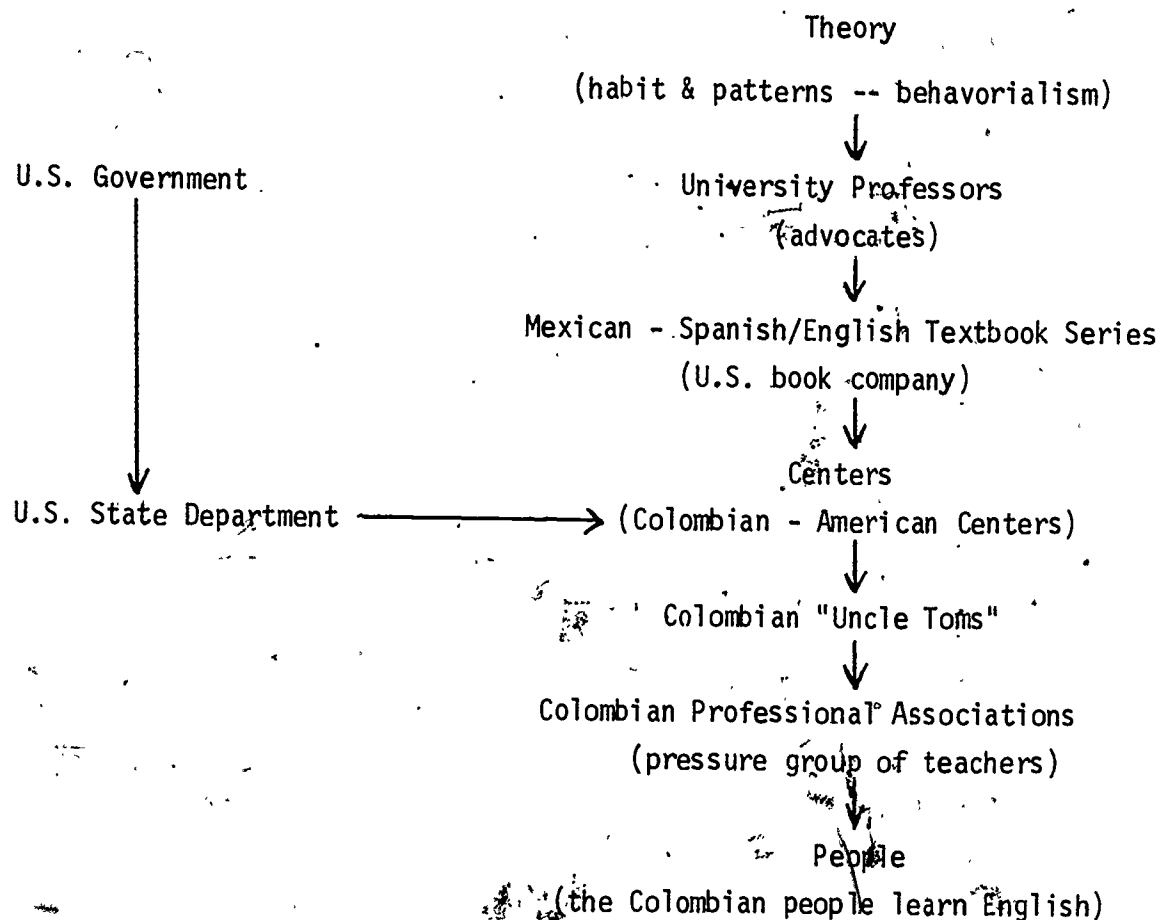 Theory
(habit & patterns -- behavorialism)
U.S. Government
University Professors
(advocates)
Mexican - Spanish/English Textbook Series
(U.S. book company)
Centers
U.S. State Department
(Colombian - American Centers)
Colombian "Uncle Toms"
Colombian Professional Associations
(pressure group of teachers)
People
(the Colombian people learn English)